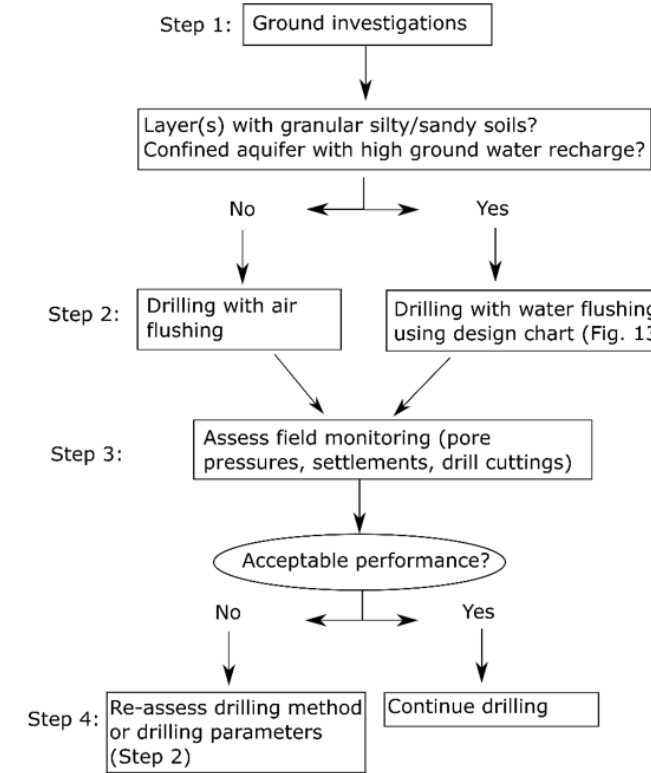 Step 1:
Ground investigations
Layer(s) with granular silty/sandy soils?
Confined aquifer with high ground water recharge?
No
Yes
Step 2:
Drilling with air
flushing
Drilling with water flushing
using design chart (Fig. 13
Step 3:
Assess field monitoring (pore
pressures, settlements, drill cuttings)
Acceptable performance?
No
Yes
Step 4:
Re-assess drilling method
or drilling parameters
(Step 2)
Continue drilling